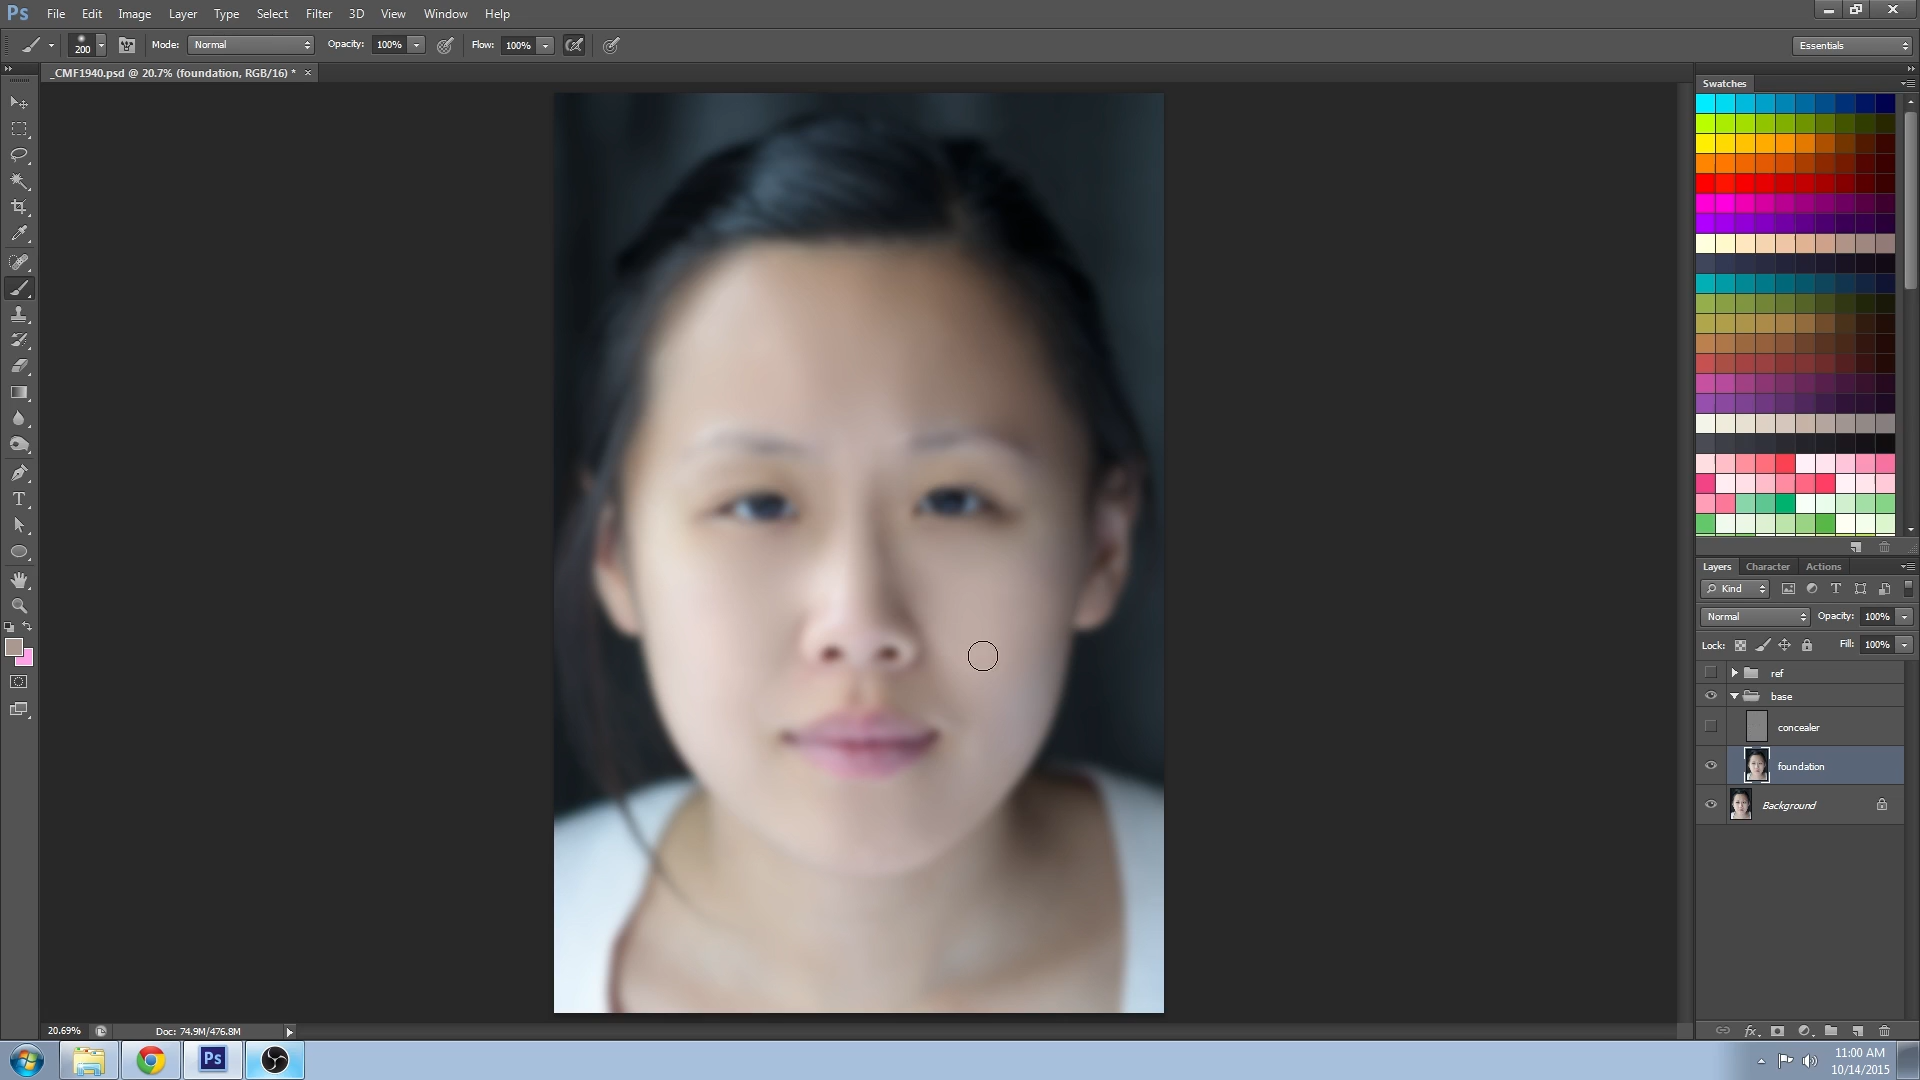 Ps File Edit Image Layer Type Select Filter 3D View Window Help
200 Mode: Normal Opacity: 100% Flow: 100% Essentials
_CMF1940.psd @ 20.7% (foundation, RGB/16) * ×
Swatches
Layers Character Actions
Kind
Normal Opacity: 100%
Lock: Fill: 100%
ref
base
concealer
foundation
Background
20.69% Doc: 74.9M/476.8M
Ps
11:00 AM
10/14/2015